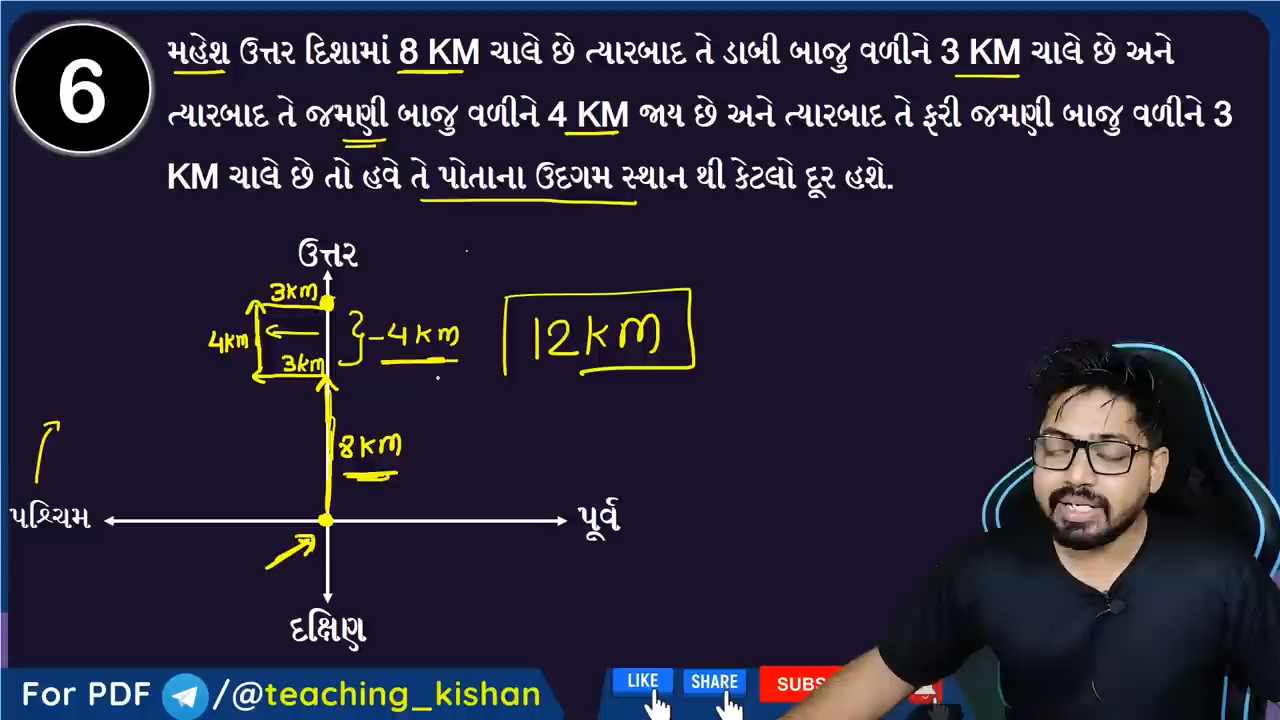 6
મહેશ ઉત્તર દિશામાં 8 KM ચાલે છે ત્યારબાદ તે ડાબી બાજુ વળીને 3 KM ચાલે છે અને
ત્યારબાદ તે જમણી બાજુ વળીને 4 KM જાય છે અને ત્યારબાદ તે ફરી જમણી બાજુ વળીને 3
KM ચાલે છે તો હવે તે પોતાના ઉદગમ સ્થાન થી કેટલો દૂર હશે.
ઉત્તર
3km
4km
3km
-4km
12km
8km
પશ્ચિમ
પૂર્વ
દક્ષિણ
For PDF /@teaching_kishan
LIKE
SHARE
SUBS